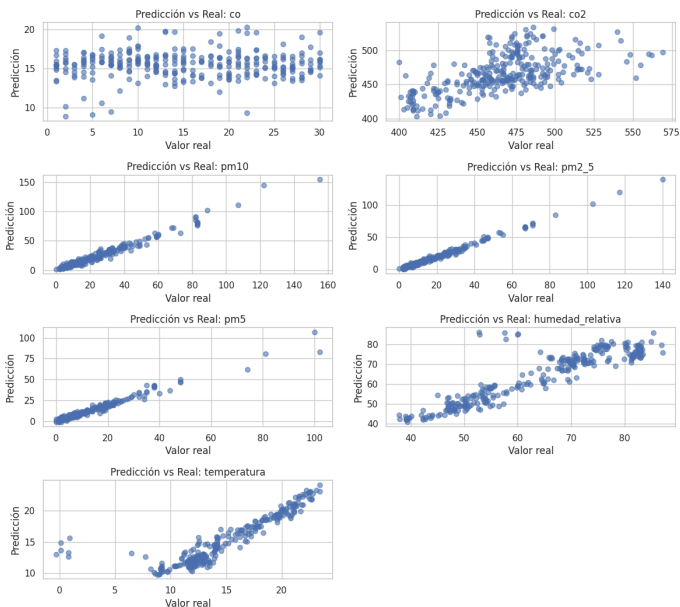 Predicción vs Real: co
Predicción
20
15
10
0 5 10 15 20 25 30
Valor real
Predicción vs Real: co2
Predicción
500
450
400
400 425 450 475 500 525 550 575
Valor real
Predicción vs Real: pm10
Predicción
150
100
50
0
0 20 40 60 80 100 120 140 160
Valor real
Predicción vs Real: pm2_5
Predicción
100
50
0
0 20 40 60 80 100 120 140
Valor real
Predicción vs Real: pm5
Predicción
100
75
50
25
0
0 20 40 60 80 100
Valor real
Predicción vs Real: humedad_relativa
Predicción
80
70
60
50
40
40 50 60 70 80
Valor real
Predicción vs Real: temperatura
Predicción
20
15
10
0 5 10 15 20
Valor real